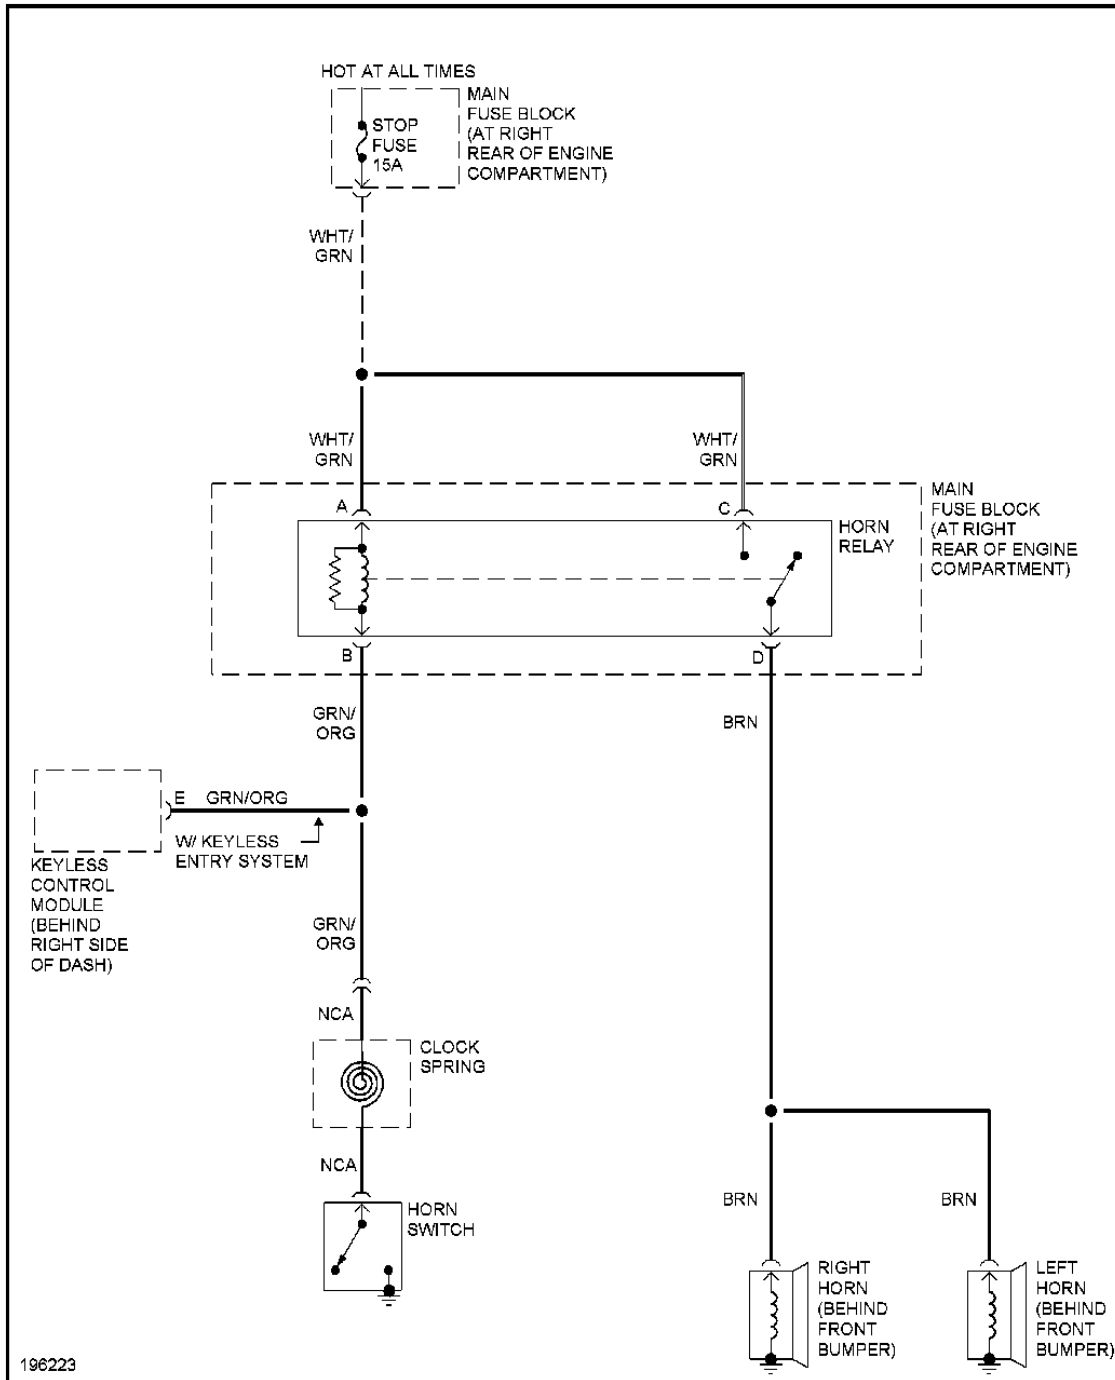 HOT AT ALL TIMES
STOP
FUSE
15A
MAIN
FUSE BLOCK
(AT RIGHT
REAR OF ENGINE
COMPARTMENT)
WHT/
GRN
WHT/
GRN
WHT/
GRN
A
C
HORN
RELAY
MAIN
FUSE BLOCK
(AT RIGHT
REAR OF ENGINE
COMPARTMENT)
B
D
GRN/
ORG
BRN
E GRN/ORG
W/ KEYLESS
ENTRY SYSTEM
KEYLESS
CONTROL
MODULE
(BEHIND
RIGHT SIDE
OF DASH)
GRN/
ORG
NCA
CLOCK
SPRING
NCA
HORN
SWITCH
BRN
BRN
RIGHT
HORN
(BEHIND
FRONT
BUMPER)
LEFT
HORN
(BEHIND
FRONT
BUMPER)
196223